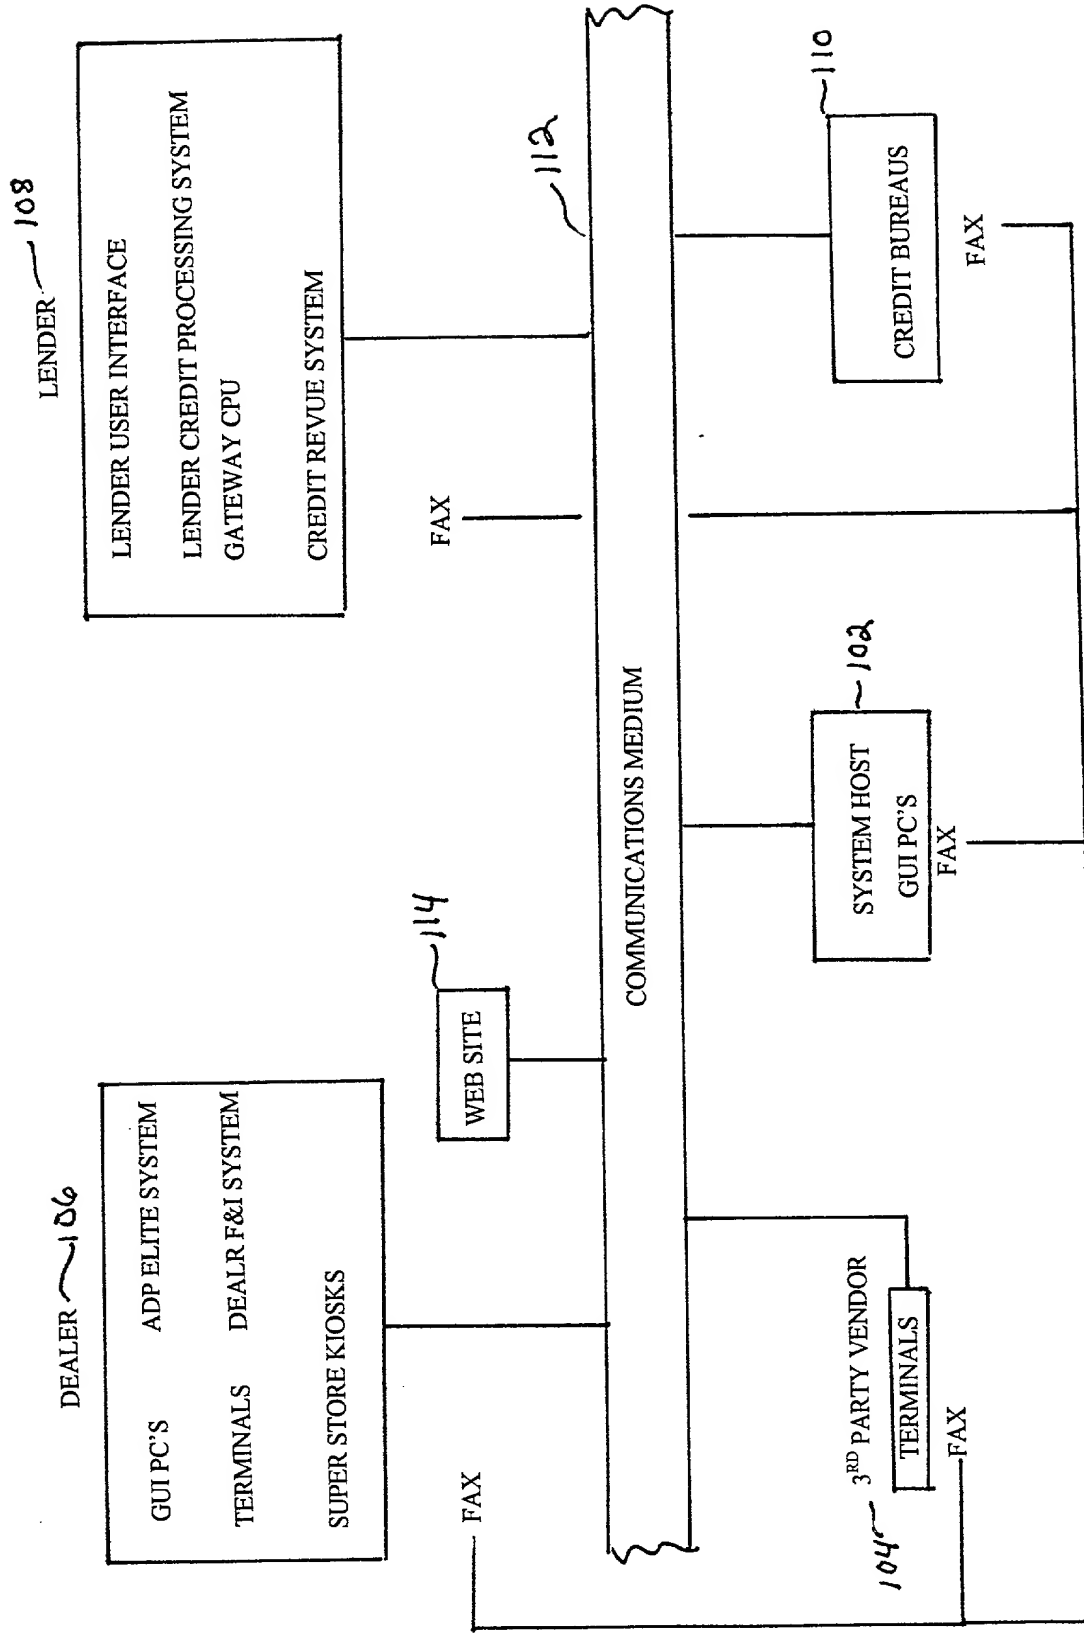 DEALER 106
GUI PC'S ADP ELITE SYSTEM
TERMINALS DEALR F&I SYSTEM
SUPER STORE KIOSKS
LENDER 108
LENDER USER INTERFACE
LENDER CREDIT PROCESSING SYSTEM
GATEWAY CPU
CREDIT REVUE SYSTEM
FAX
WEB SITE
114
FAX
112
COMMUNICATIONS MEDIUM
104 3RD PARTY VENDOR
TERMINALS
FAX
102
SYSTEM HOST
GUI PC'S
FAX
110
CREDIT BUREAUS
FAX